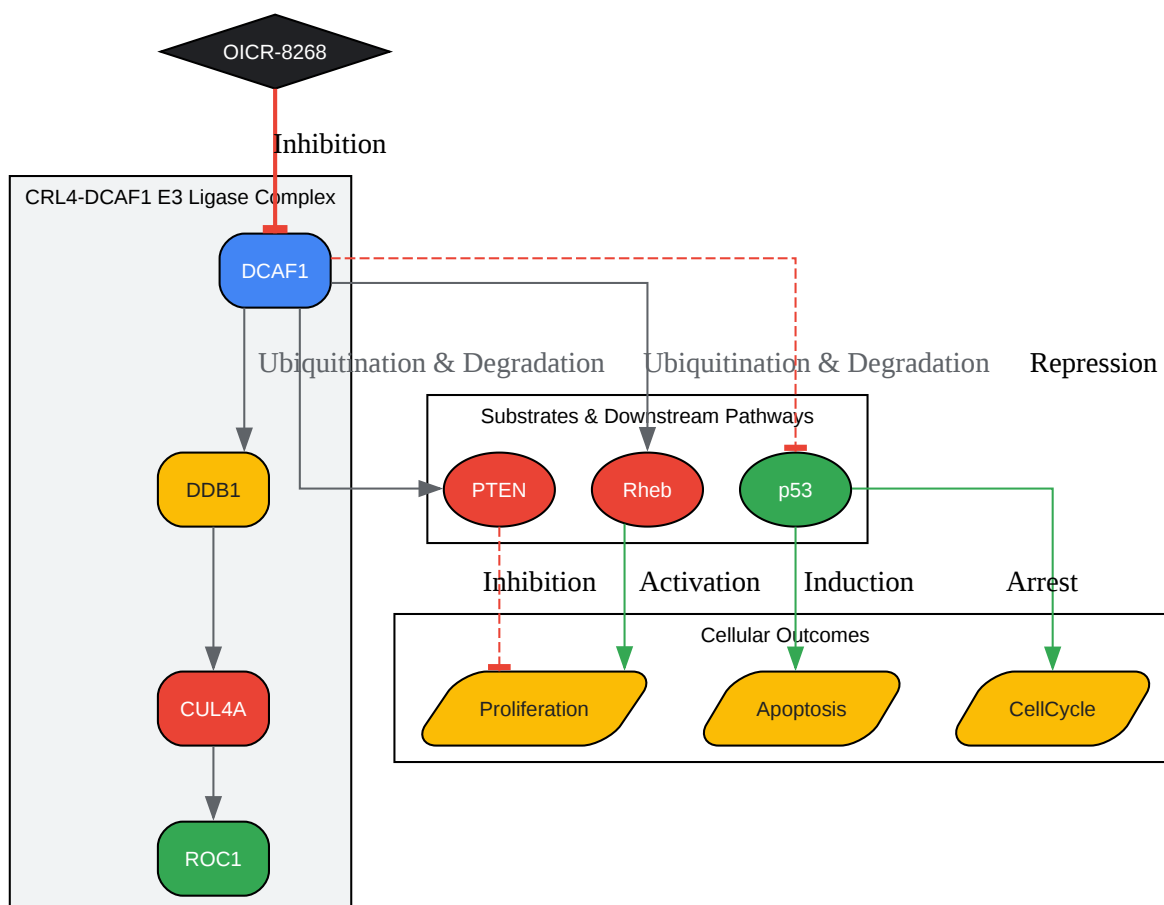 OICR-8268
Inhibition
CRL4-DCAF1 E3 Ligase Complex
DCAF1
Ubiquitination & Degradation
Ubiquitination & Degradation
Repression
Substrates & Downstream Pathways
DDB1
PTEN
Rheb
p53
Inhibition
Activation
Induction
Arrest
Cellular Outcomes
CUL4A
Proliferation
Apoptosis
CellCycle
ROC1